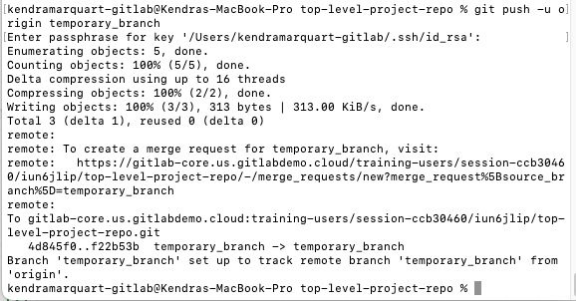 kendramarquart-gitlab@Kendras-MacBook-Pro top-level-project-repo % git push -u o]
rigin temporary_branch
[Enter passphrase for key '/Users/kendramarquart-gitlab/.ssh/id_rsa': ]
Enumerating objects: 5, done.
Counting objects: 100% (5/5), done.
Delta compression using up to 16 threads
Compressing objects: 100% (2/2), done.
Writing objects: 100% (3/3), 313 bytes | 313.00 KiB/s, done.
Total 3 (delta 1), reused 0 (delta 0)
remote:
remote: To create a merge request for temporary_branch, visit:
remote:   https://gitlab-core.us.gitlabdemo.cloud/training-users/session-ccb3046
0/iun6jlip/top-level-project-repo/-/merge_requests/new?merge_request%5Bsource_br
anch%5D=temporary_branch
remote:
To gitlab-core.us.gitlabdemo.cloud:training-users/session-ccb30460/iun6jlip/top-
level-project-repo.git
   4d845f0..f22b53b  temporary_branch -> temporary_branch
Branch 'temporary_branch' set up to track remote branch 'temporary_branch' from
'origin'.
kendramarquart-gitlab@Kendras-MacBook-Pro top-level-project-repo %